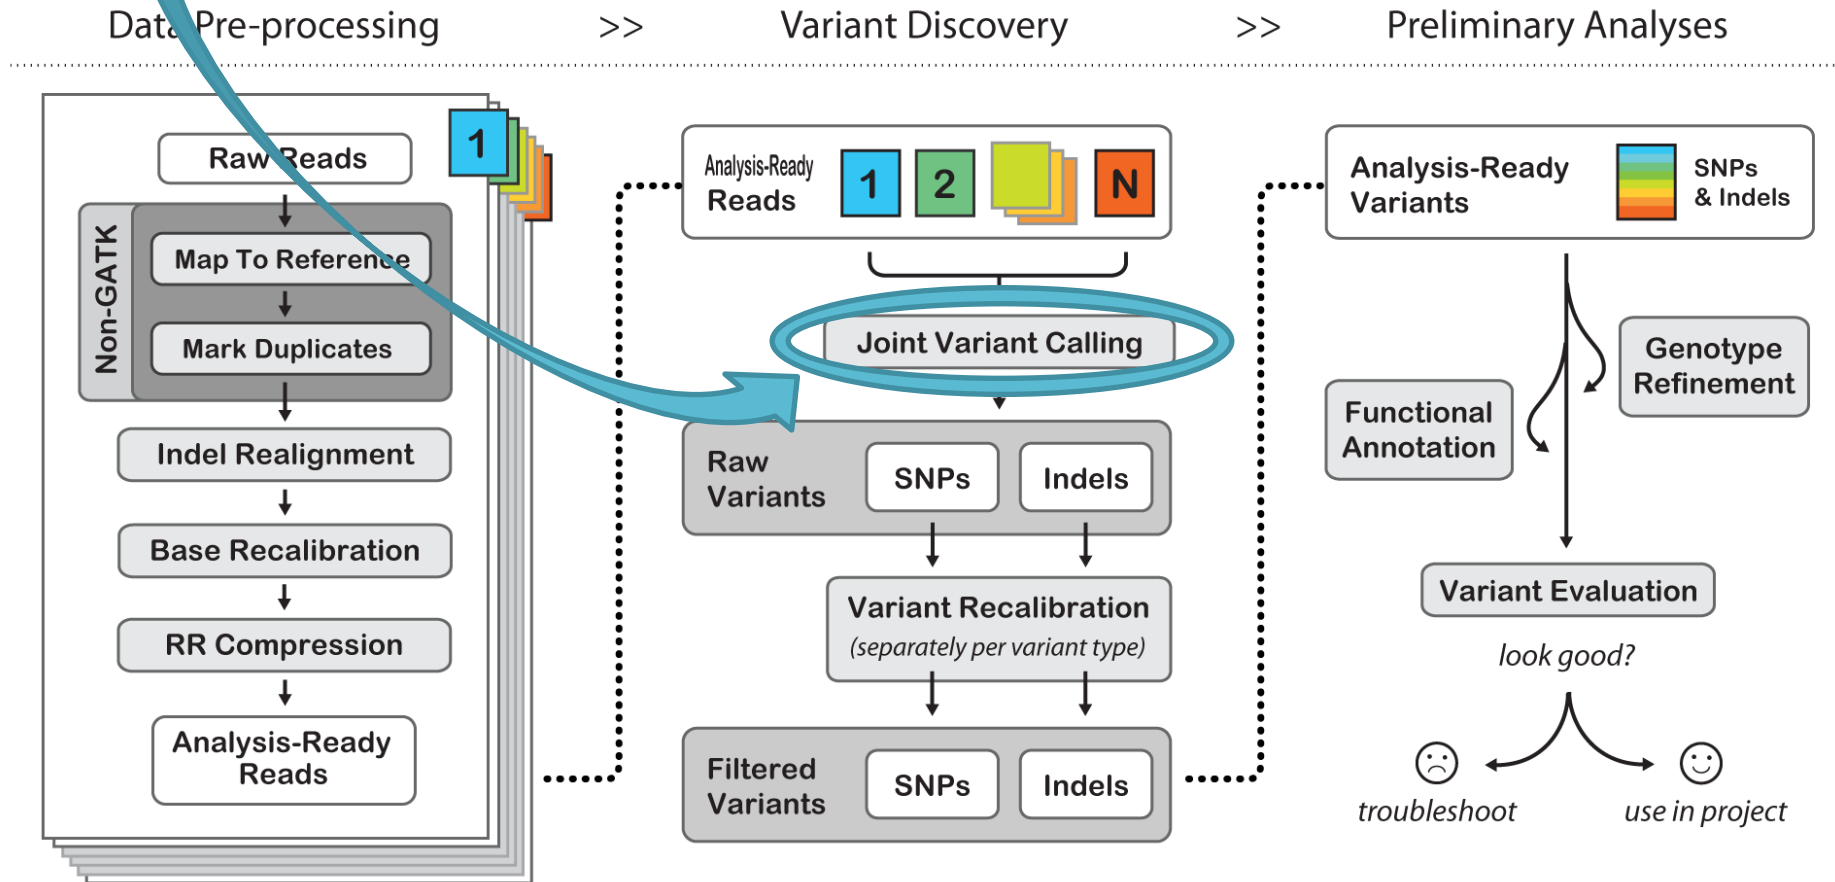 Data Pre-processing >> Variant Discovery >> Preliminary Analyses
1
Raw Reads
Non-GATK
Map To Reference
Mark Duplicates
Indel Realignment
Base Recalibration
RR Compression
Analysis-Ready
Reads
Analysis-Ready
Reads
1 2 N
Joint Variant Calling
Raw
Variants
SNPs Indels
Variant Recalibration
(separately per variant type)
Filtered
Variants
SNPs Indels
Analysis-Ready
Variants
SNPs
& Indels
Genotype
Refinement
Functional
Annotation
Variant Evaluation
look good?
troubleshoot use in project